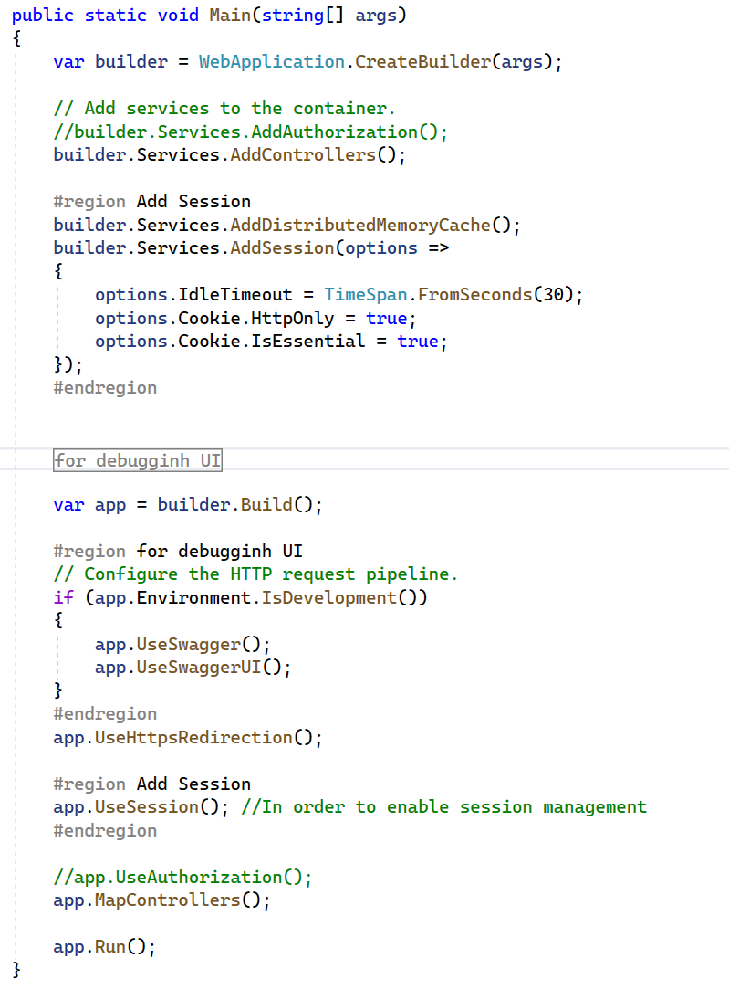 public static void Main(string[] args)
{
    var builder = WebApplication.CreateBuilder(args);

    // Add services to the container.
    //builder.Services.AddAuthorization();
    builder.Services.AddControllers();

    #region Add Session
    builder.Services.AddDistributedMemoryCache();
    builder.Services.AddSession(options =>
    {
        options.IdleTimeout = TimeSpan.FromSeconds(30);
        options.Cookie.HttpOnly = true;
        options.Cookie.IsEssential = true;
    });
    #endregion

    for debugginh UI

    var app = builder.Build();

    #region for debugginh UI
    // Configure the HTTP request pipeline.
    if (app.Environment.IsDevelopment())
    {
        app.UseSwagger();
        app.UseSwaggerUI();
    }
    #endregion
    app.UseHttpsRedirection();

    #region Add Session
    app.UseSession(); //In order to enable session management
    #endregion

    //app.UseAuthorization();
    app.MapControllers();

    app.Run();
}